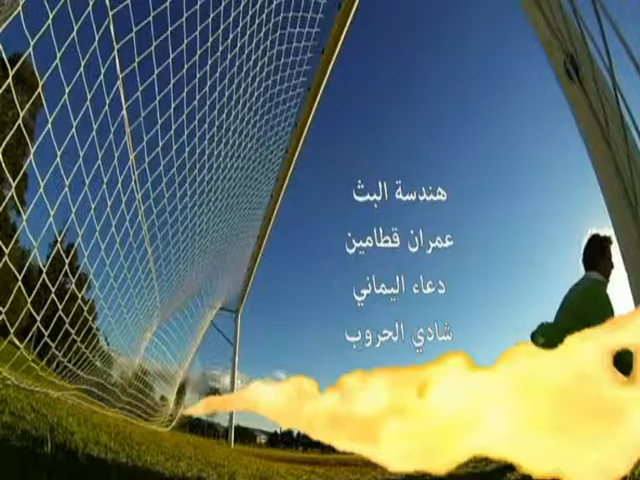 هندسة البث
عمران قطامين
دعاء اليماني
شادي الحروب